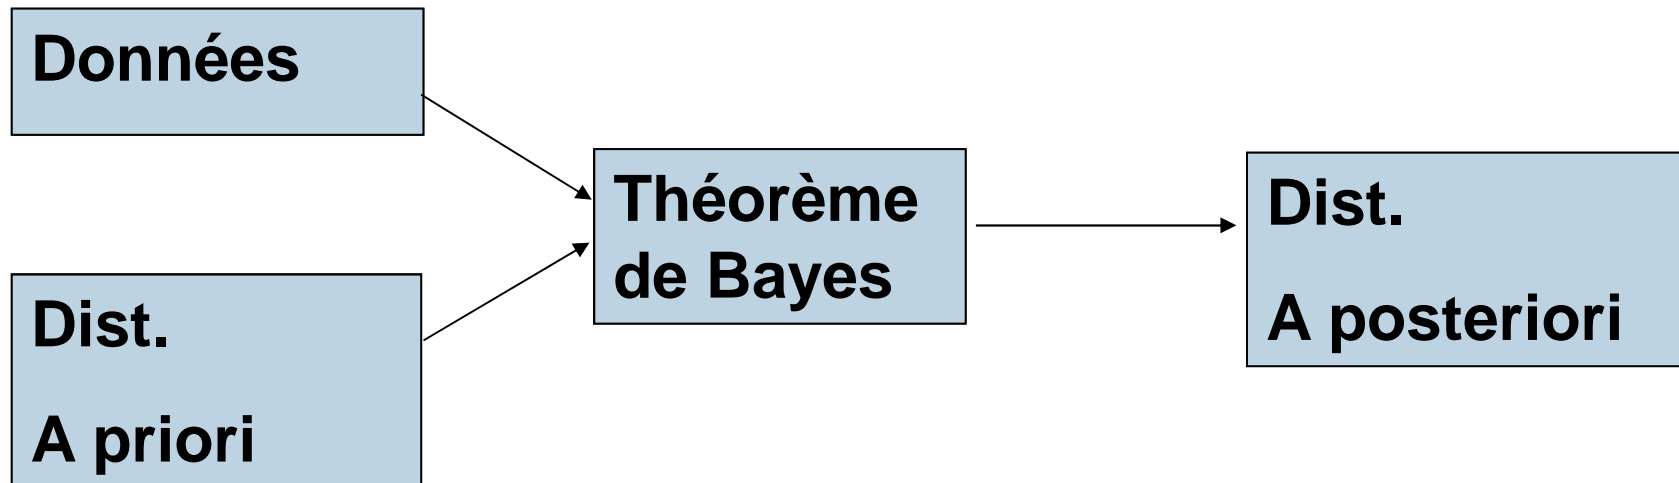 Données
Dist.
A priori
Théorème
de Bayes
Dist.
A posteriori